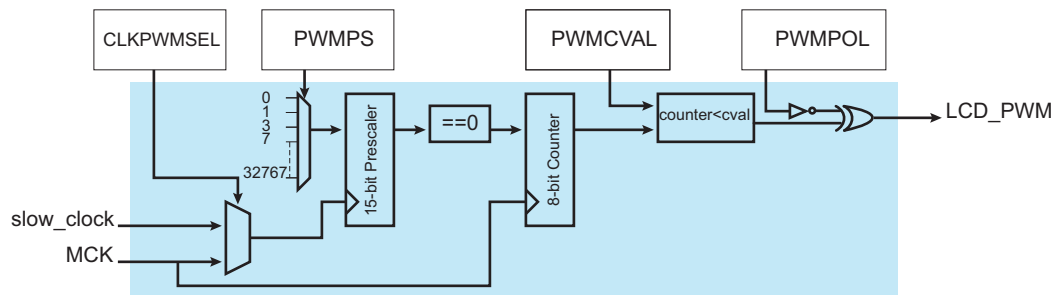 CLKPWMSEL
PWMPS
PWMCVAL
PWMPOL
0
1
3
7
32767
15-bit Prescaler
==0
8-bit Counter
counter<cval
LCD_PWM
slow_clock
MCK